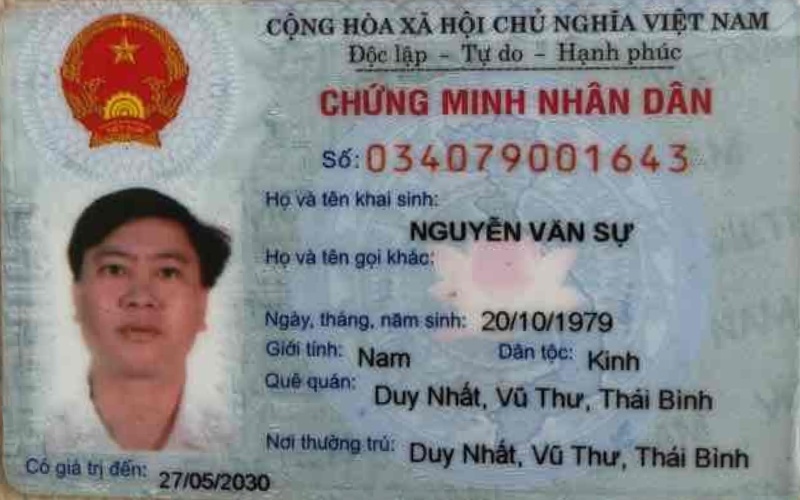 CỘNG HÒA XÃ HỘI CHỦ NGHĨA VIỆT NAM
Độc lập - Tự do - Hạnh phúc
CHỨNG MINH NHÂN DÂN
Số: 034079001643
Họ và tên khai sinh:
NGUYỄN VĂN SỰ
Họ và tên gọi khác:
Ngày, tháng, năm sinh: 20/10/1979
Giới tính: Nam Dân tộc: Kinh
Quê quán: Duy Nhất, Vũ Thư, Thái Bình
Nơi thường trú: Duy Nhất, Vũ Thư, Thái Bình
Có giá trị đến: 27/05/2030